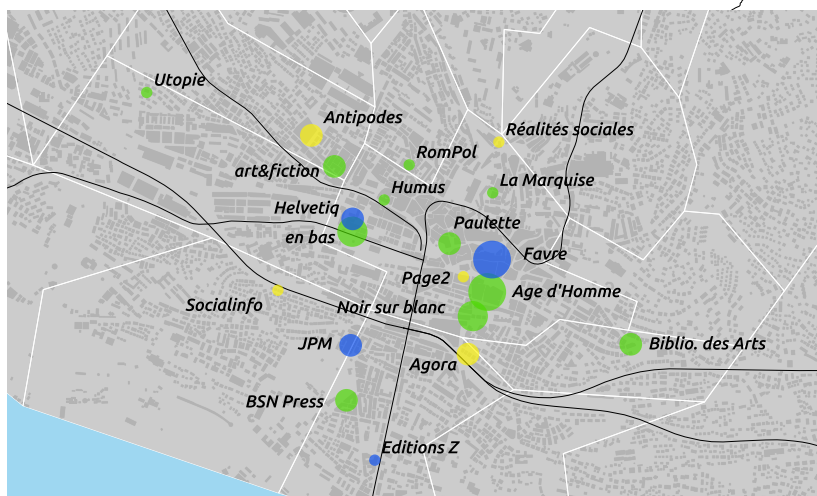 Utopie
Antipodes
Réalités sociales
RomPol
art&fiction
La Marquise
Humus
Helvetiq
Paulette
en bas
Favre
Page2
Age d'Homme
Socialinfo
Noir sur blanc
JPM
Biblio. des Arts
Agora
BSN Press
Editions Z